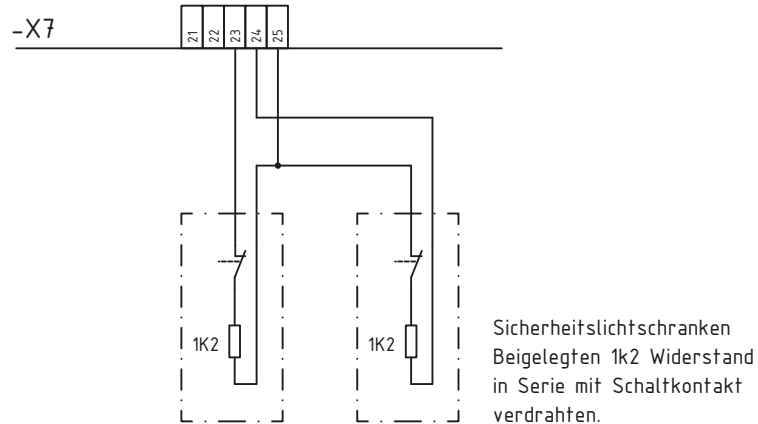 -X7
21 22 23 24 25
1K2 1K2
Sicherheitslichtschranken
Beigelegten 1k2 Widerstand
in Serie mit Schaltkontakt
verdrahten.